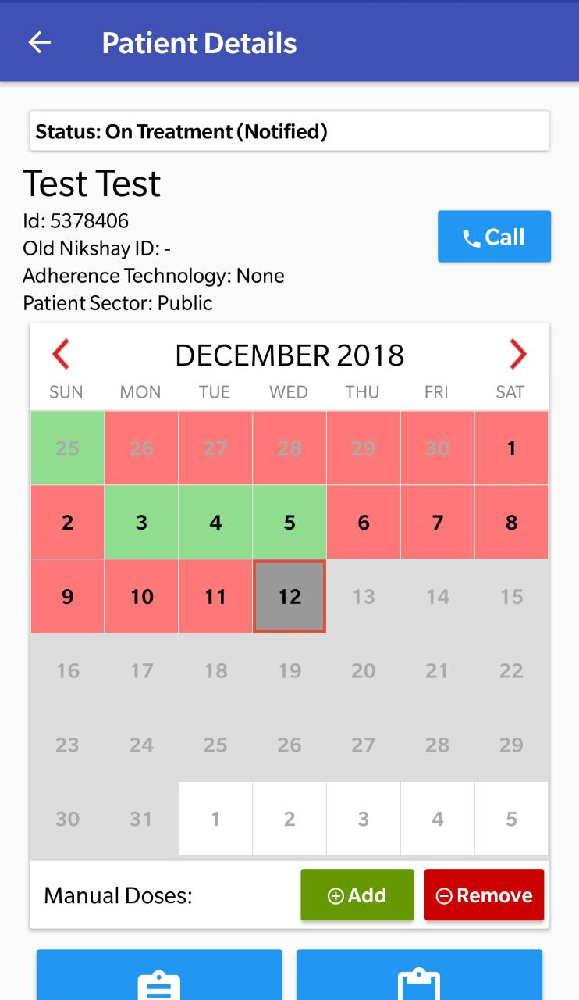 Patient Details
Status: On Treatment (Notified)
Test Test
Id: 5378406
Old Nikshay ID: -
Call
Adherence Technology: None
Patient Sector: Public
DECEMBER 2018
SUN MON TUE WED THU FRI SAT
25 26 27 28 29 30 1
2 3 4 5 6 7 8
9 10 11 12 13 14 15
16 17 18 19 20 21 22
23 24 25 26 27 28 29
30 31 1 2 3 4 5
Manual Doses: Add Remove